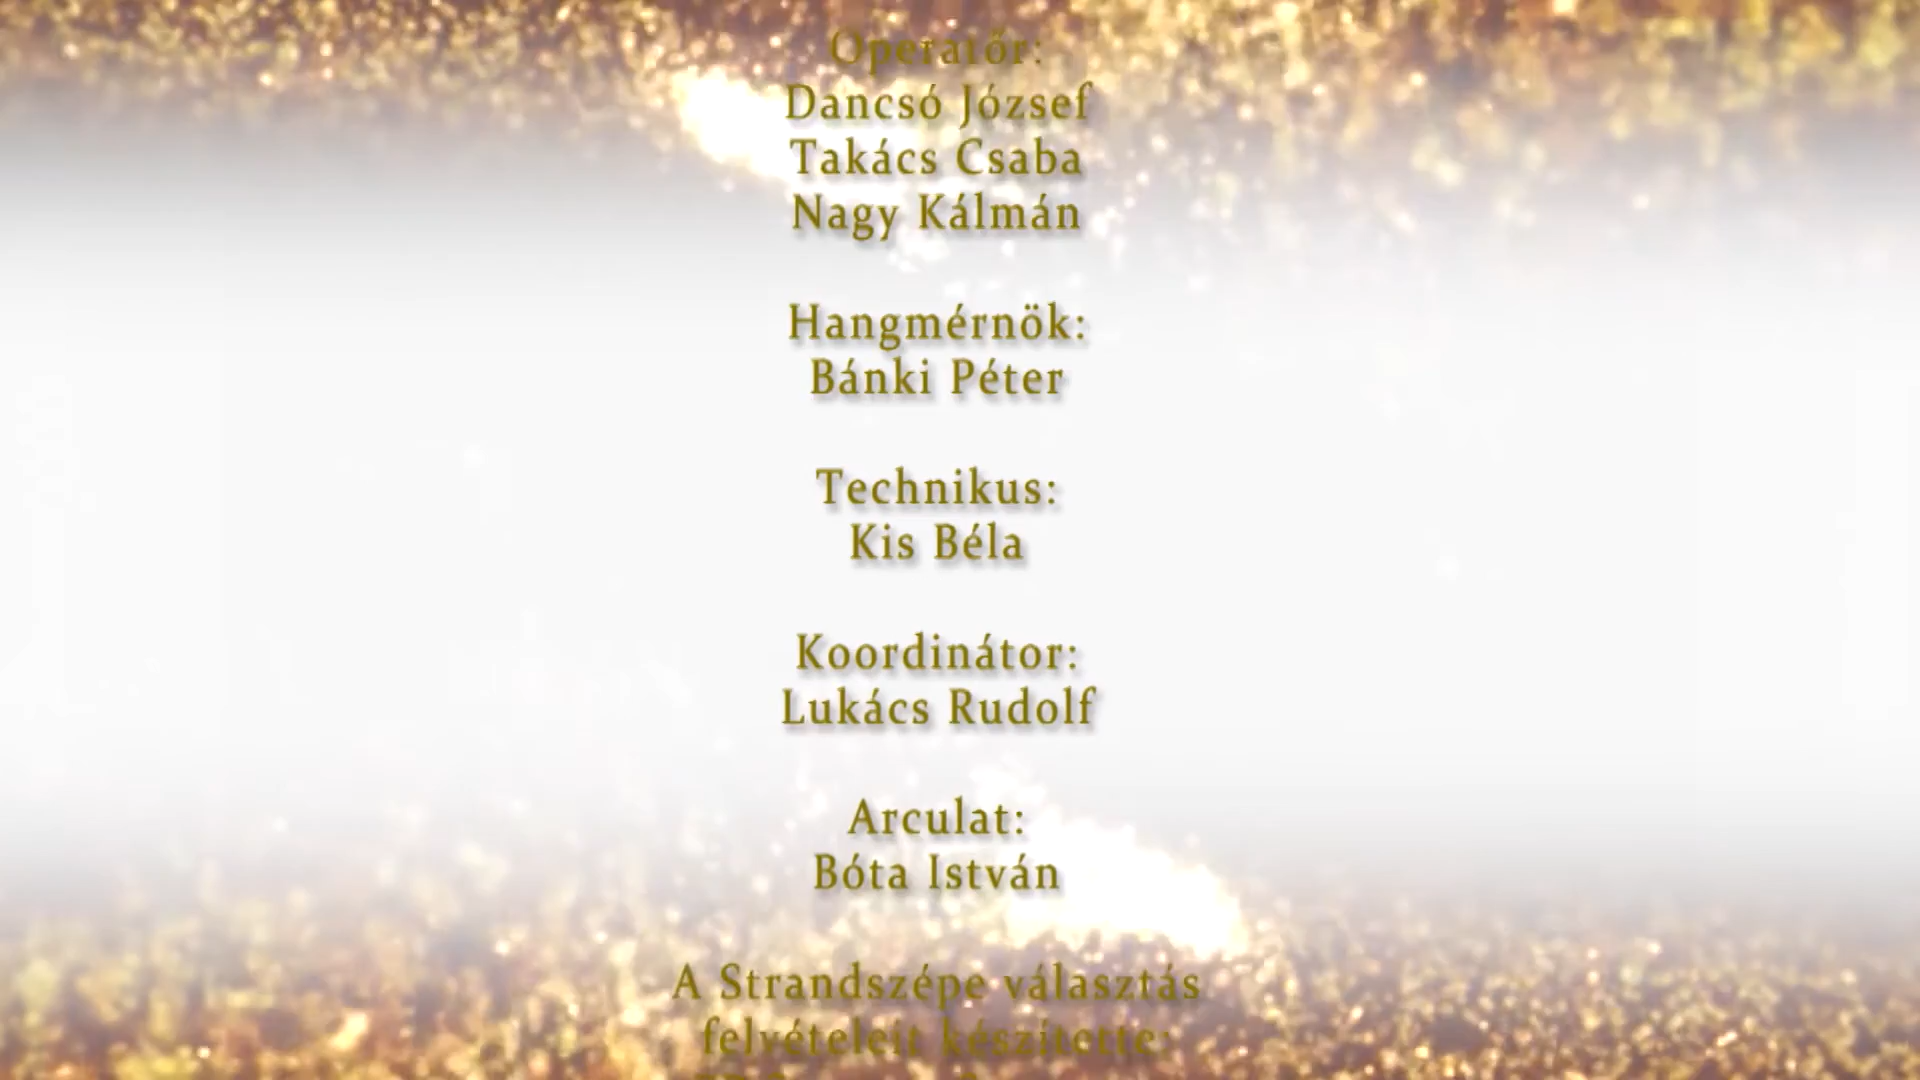 Operatőr:
Dancsó József
Takács Csaba
Nagy Kálmán
Hangmérnök:
Bánki Péter
Technikus:
Kis Béla
Koordinátor:
Lukács Rudolf
Arculat:
Bóta István
A Strandszépe választás
felvételeit készítette: